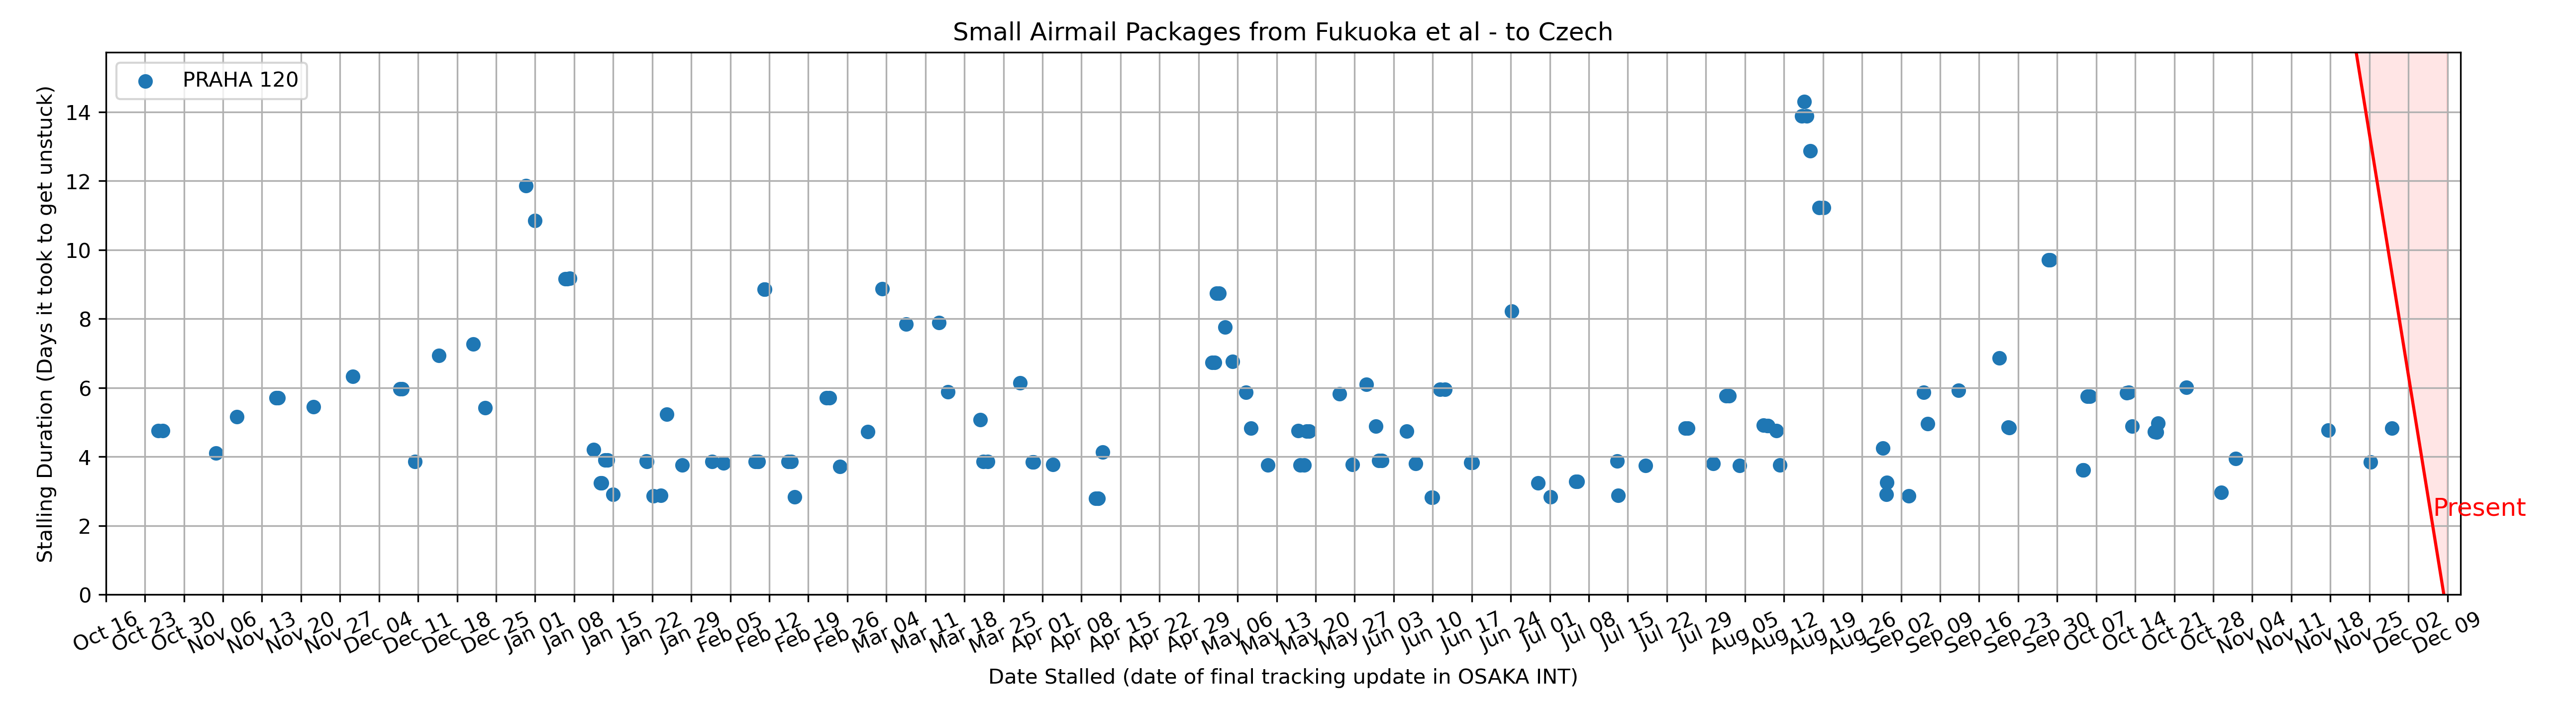 Small Airmail Packages from Fukuoka et al - to Czech
PRAHA 120
Stalling Duration (Days it took to get unstuck)
14
12
10
8
6
4
2
0
Present
Oct 16 Oct 23 Oct 30 Nov 06 Nov 13 Nov 20 Nov 27 Dec 04 Dec 11 Dec 18 Dec 25 Jan 01 Jan 08 Jan 15 Jan 22 Jan 29 Feb 05 Feb 12 Feb 19 Feb 26 Mar 04 Mar 11 Mar 18 Mar 25 Apr 01 Apr 08 Apr 15 Apr 22 Apr 29 May 06 May 13 May 20 May 27 Jun 03 Jun 10 Jun 17 Jun 24 Jul 01 Jul 08 Jul 15 Jul 22 Jul 29 Aug 05 Aug 12 Aug 19 Aug 26 Sep 02 Sep 09 Sep 16 Sep 23 Sep 30 Oct 07 Oct 14 Oct 21 Oct 28 Nov 04 Nov 11 Nov 18 Nov 25 Dec 02 Dec 09
Date Stalled (date of final tracking update in OSAKA INT)